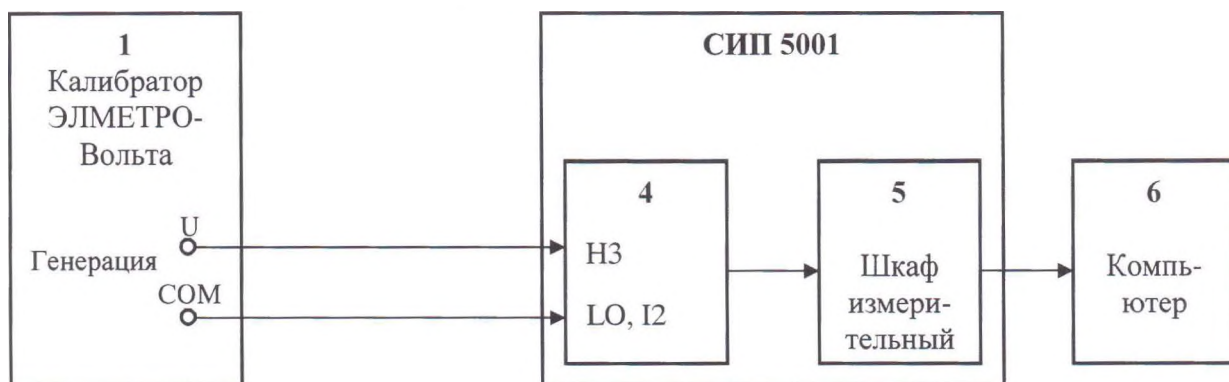 1
Калибратор
ЭЛМЕТРО-
Вольта
U
Генерация
COM
СИП 5001
4
H3
LO, I2
5
Шкаф
измери-
тельный
6
Компь-
ютер